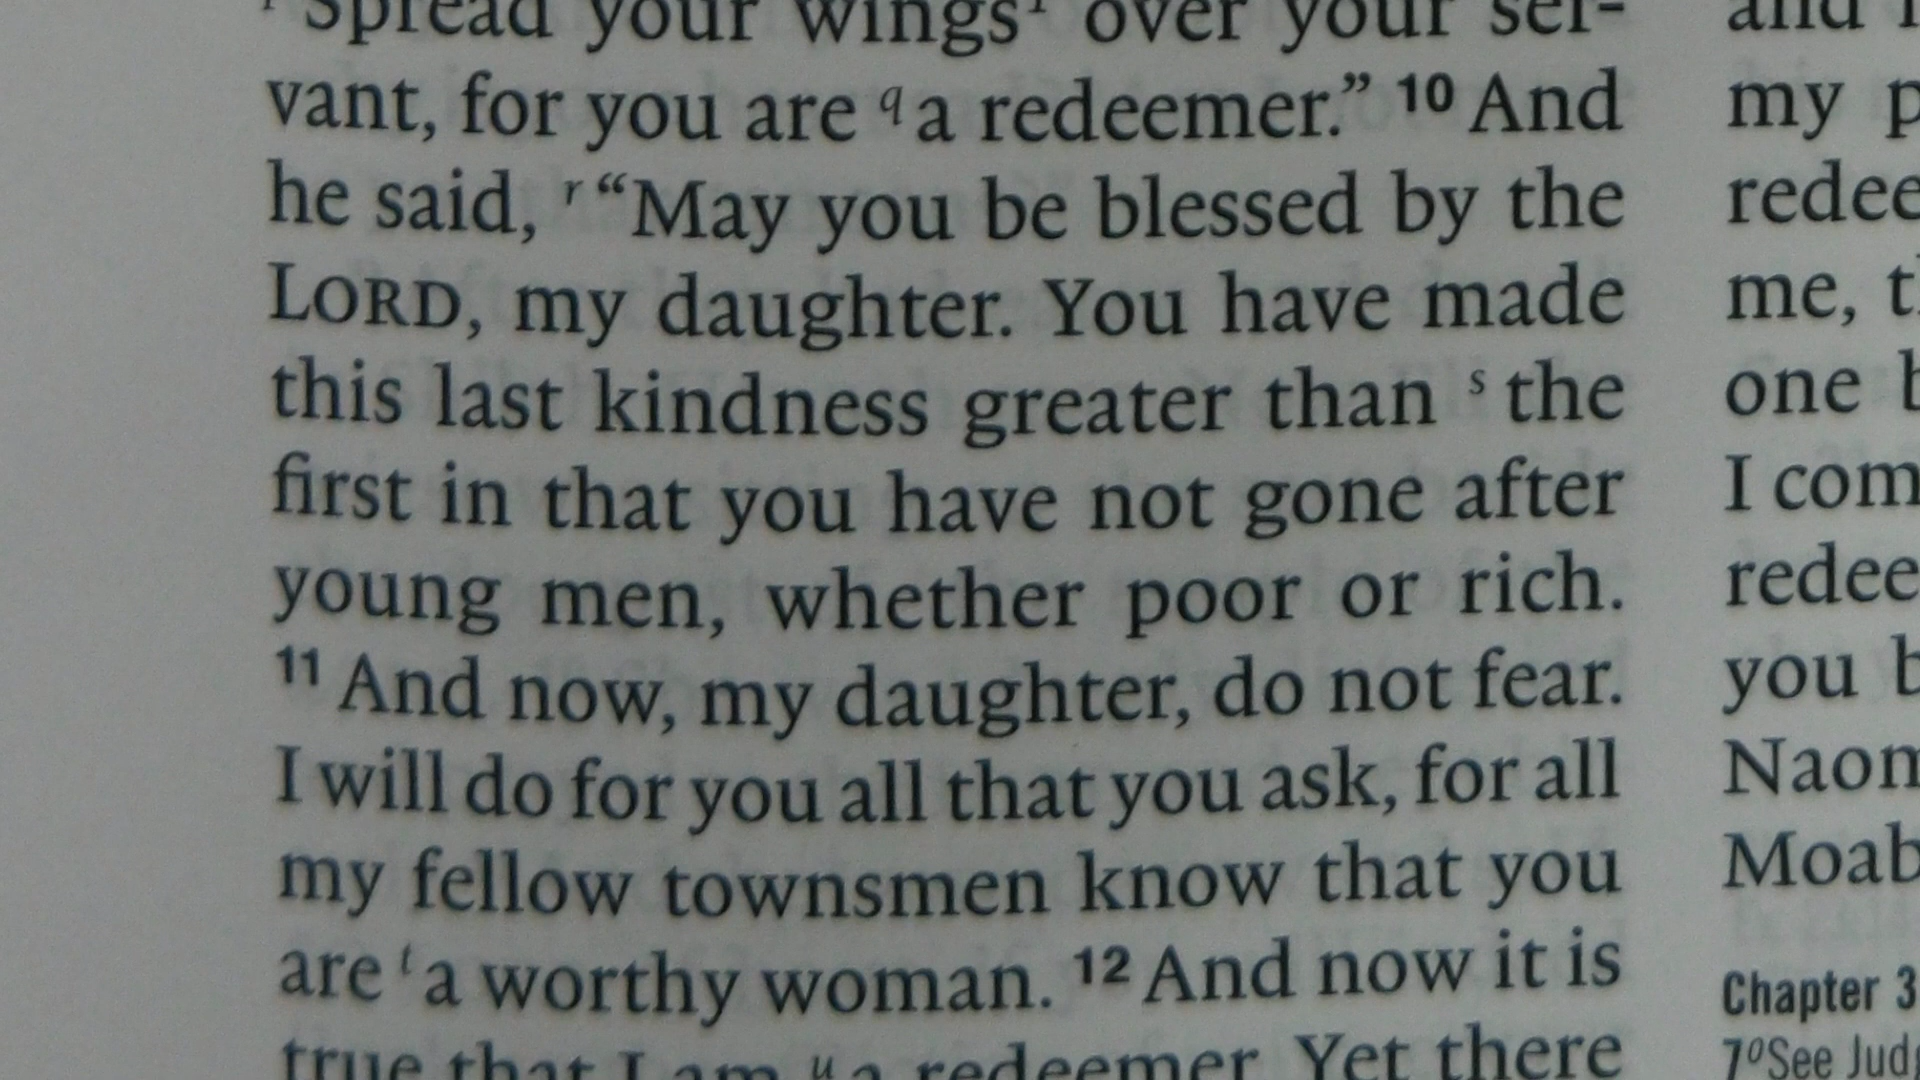 Spread your wings¹ over your ser-
vant, for you are q a redeemer.” 10 And
he said, r “May you be blessed by the
LORD, my daughter. You have made
this last kindness greater than s the
first in that you have not gone after
young men, whether poor or rich.
11 And now, my daughter, do not fear.
I will do for you all that you ask, for all
my fellow townsmen know that you
are t a worthy woman. 12 And now it is
true that I am u a redeemer. Yet there
and
my
redee
me,
one
I com
redee
you
Naom
Moab
Chapter 3
7 o See Judg